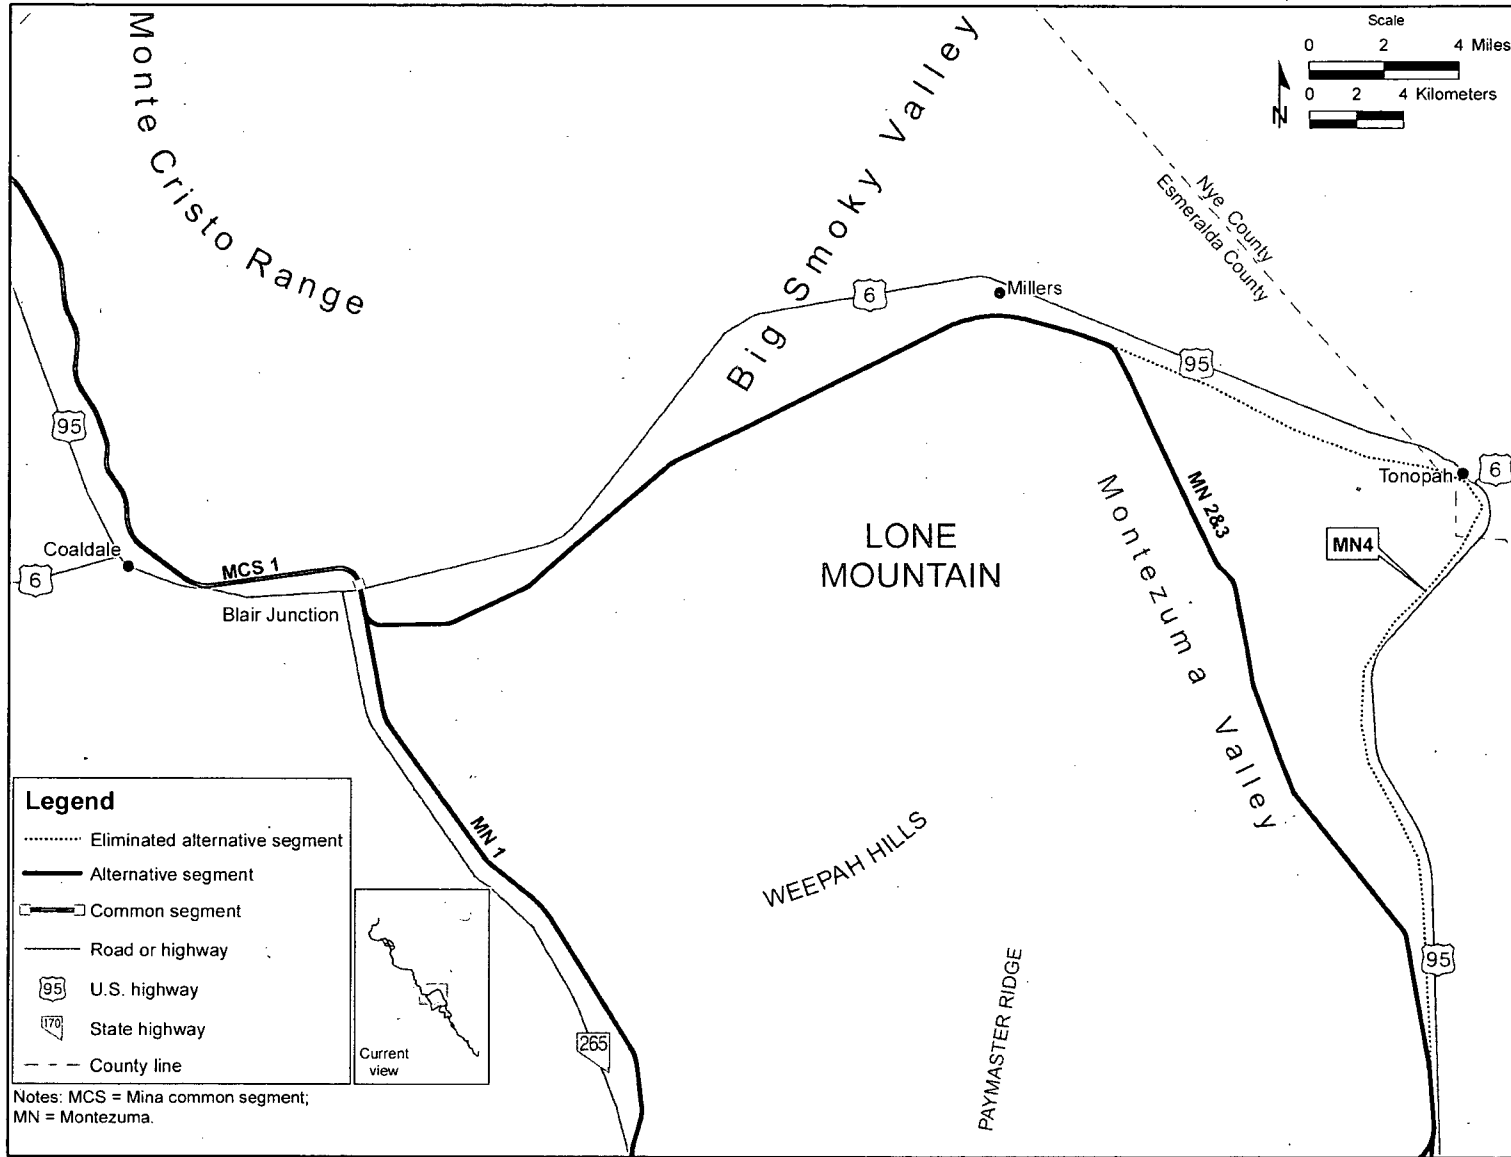 Monte Cristo Range
Big Smoky Valley
Scale
0 2 4 Miles
0 2 4 Kilometers
N
Nye County
Esmeralda County
6
Millers
95
95
Tonopah
6
MN 2&3
Montezuma Valley
LONE
MOUNTAIN
MN4
Coaldale
6
MCS 1
Blair Junction
MN 1
WEEPAH HILLS
PAYMASTER RIDGE
95
265
Legend
Eliminated alternative segment
Alternative segment
Common segment
Road or highway
95 U.S. highway
170 State highway
County line
Current
view
Notes: MCS = Mina common segment;
MN = Montezuma.